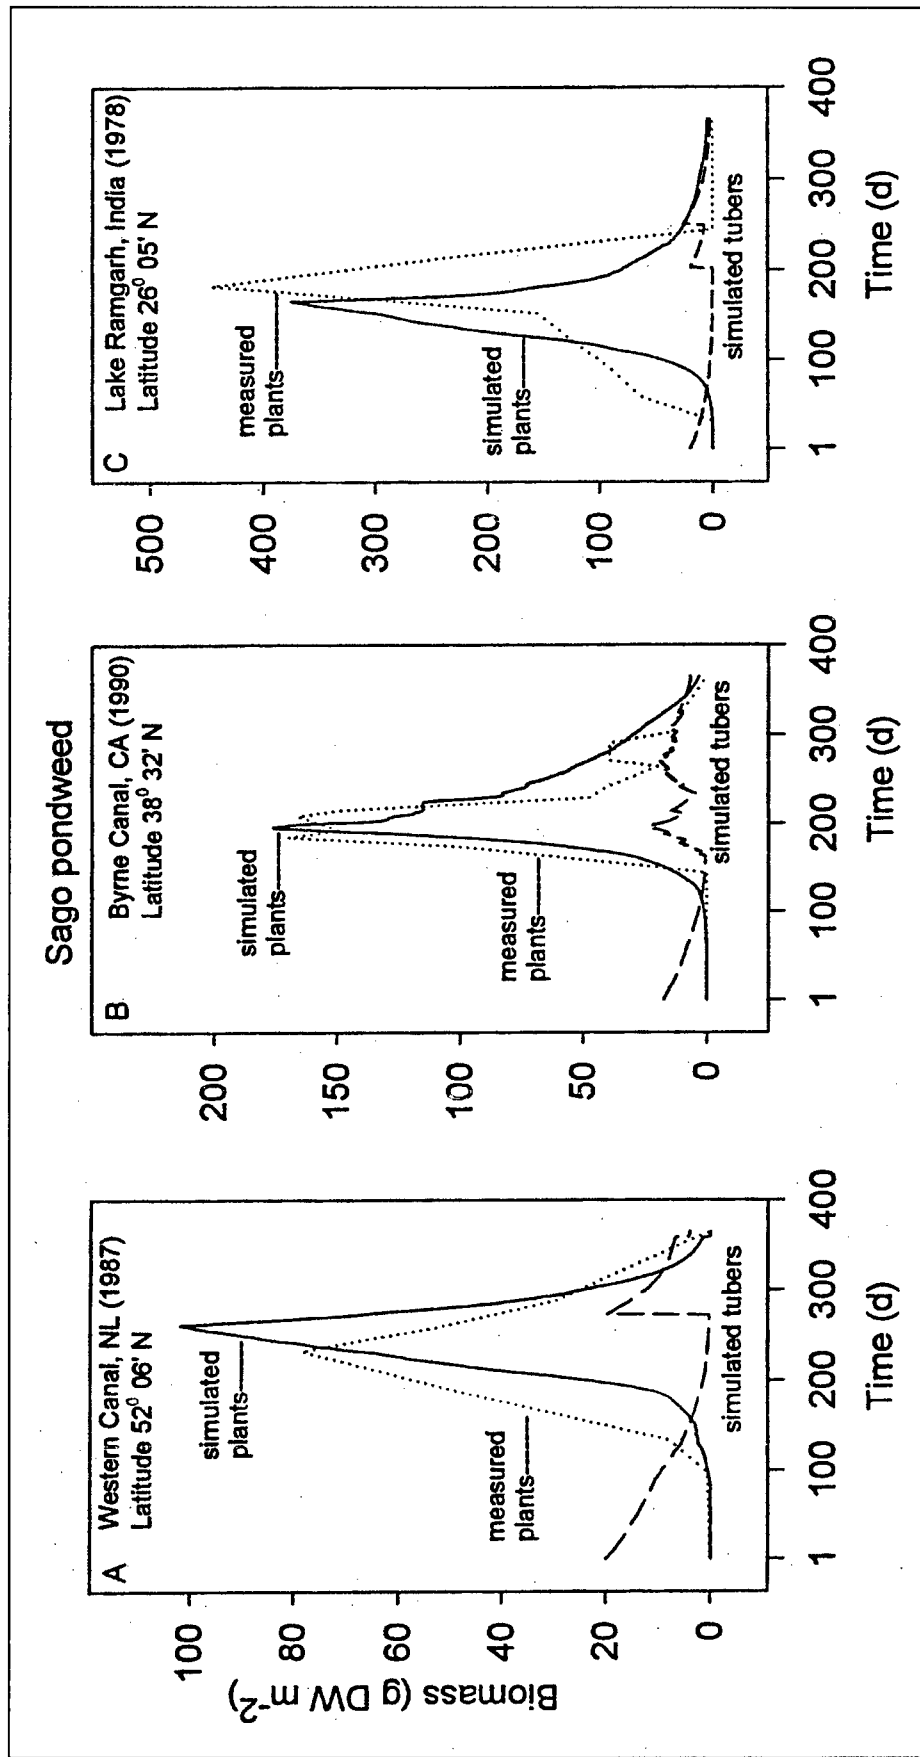 Sago pondweed
A Western Canal, NL (1987)
Latitude 52⁰ 06' N
simulated
plants
measured
plants
simulated tubers
Biomass (g DW m⁻²)
100
80
60
40
20
0
1 100 200 300 400
Time (d)
B Byrne Canal, CA (1990)
Latitude 38⁰ 32' N
simulated
plants
measured
plants
simulated tubers
200
150
100
50
0
1 100 200 300 400
Time (d)
C Lake Ramgarh, India (1978)
Latitude 26⁰ 05' N
measured
plants
simulated
plants
simulated tubers
500
400
300
200
100
0
1 100 200 300 400
Time (d)